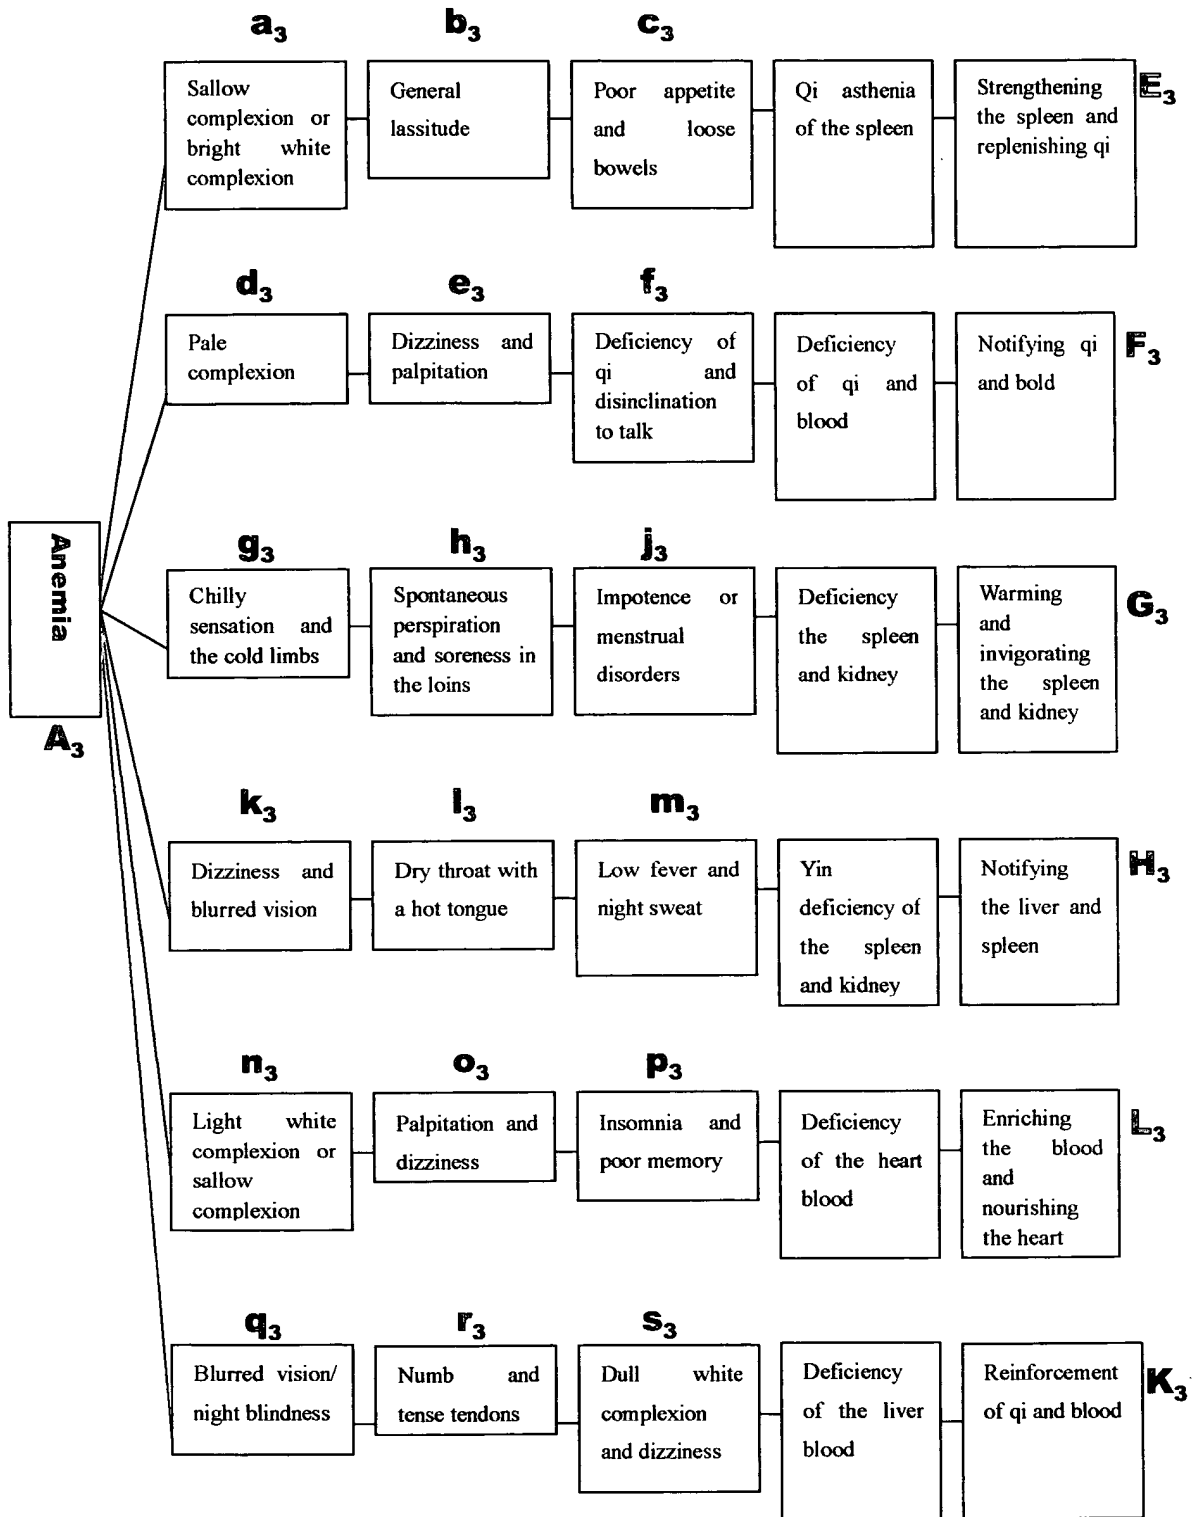 a3
b3
c3
Sallow
complexion or
bright white
complexion
General
lassitude
Poor appetite
and loose
bowels
Qi asthenia
of the spleen
Strengthening
the spleen and
replenishing qi
E3
d3
e3
f3
Pale
complexion
Dizziness and
palpitation
Deficiency of
qi and
disinclination
to talk
Deficiency
of qi and
blood
Notifying qi
and bold
F3
Anemia
A3
g3
h3
j3
Chilly
sensation and
the cold limbs
Spontaneous
perspiration
and soreness in
the loins
Impotence or
menstrual
disorders
Deficiency
the spleen
and kidney
Warming
and
invigorating
the spleen
and kidney
G3
k3
l3
m3
Dizziness and
blurred vision
Dry throat with
a hot tongue
Low fever and
night sweat
Yin
deficiency of
the spleen
and kidney
Notifying
the liver and
spleen
H3
n3
o3
p3
Light white
complexion or
sallow
complexion
Palpitation and
dizziness
Insomnia and
poor memory
Deficiency
of the heart
blood
Enriching
the blood
and
nourishing
the heart
L3
q3
r3
s3
Blurred vision/
night blindness
Numb and
tense tendons
Dull white
complexion
and dizziness
Deficiency
of the liver
blood
Reinforcement
of qi and blood
K3